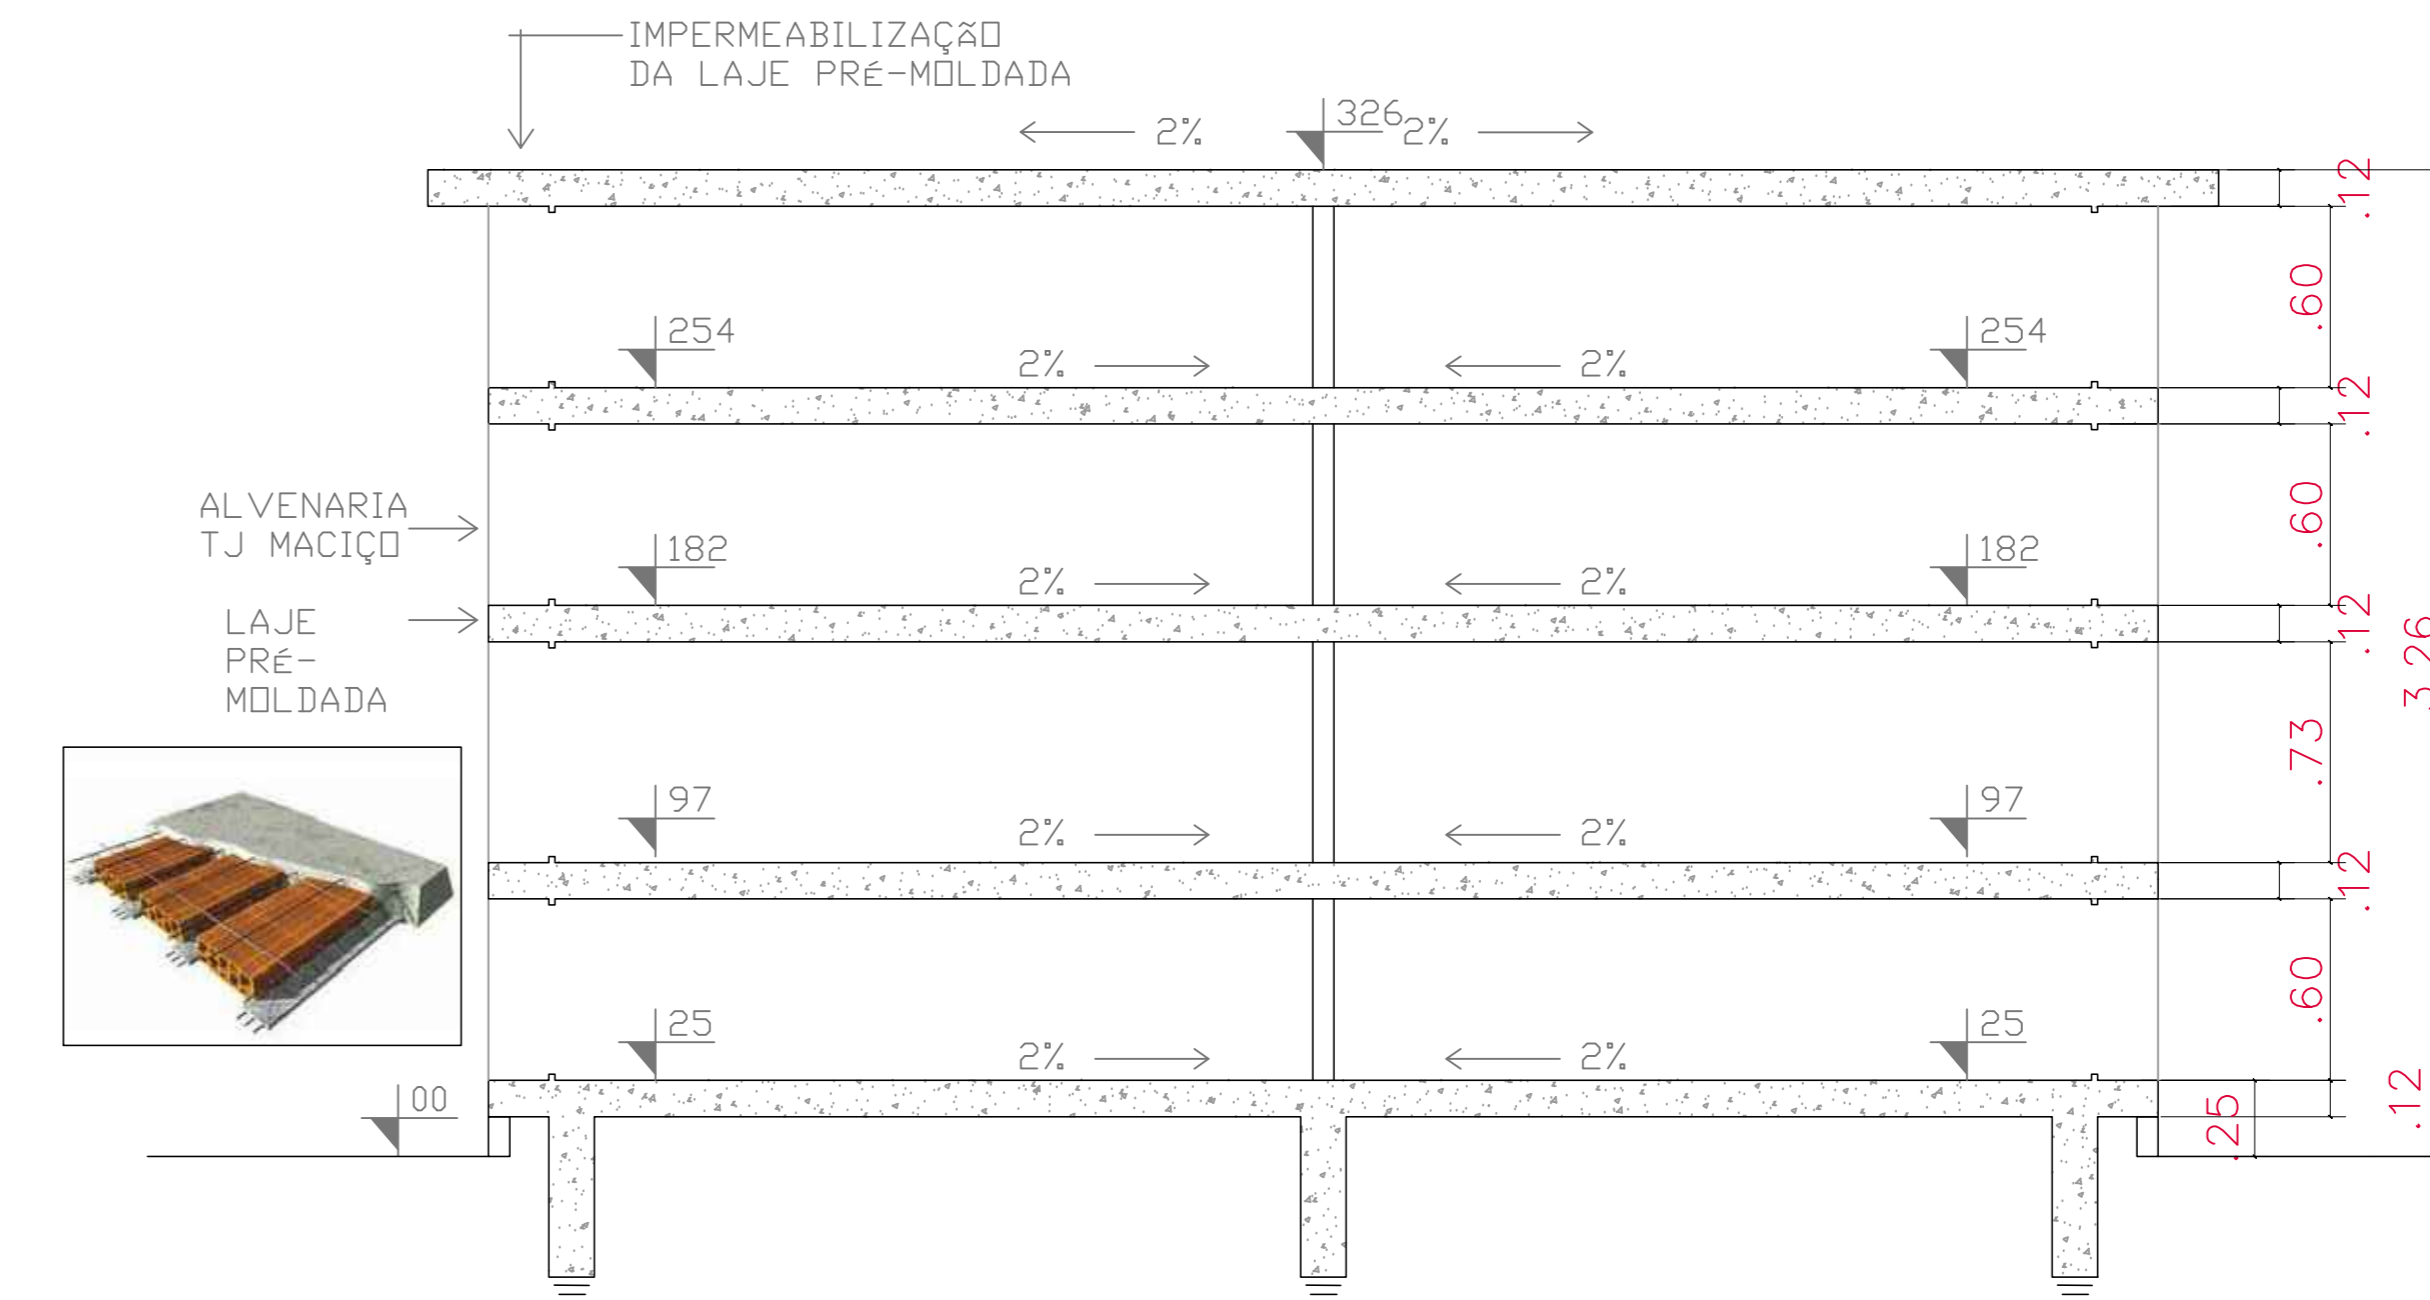 IMPERMEABILIZAÇÃO
DA LAJE PRÉ-MOLDADA
2% 326 2%
.12
.60
254 254
2% 2%
.12
ALVENARIA
TJ MACIÇO
.60
182 182
2% 2%
.12
LAJE
PRÉ-
MOLDADA
3.26
.73
97 97
2% 2%
.12
.60
25 25
2% 2%
00
.25
.12